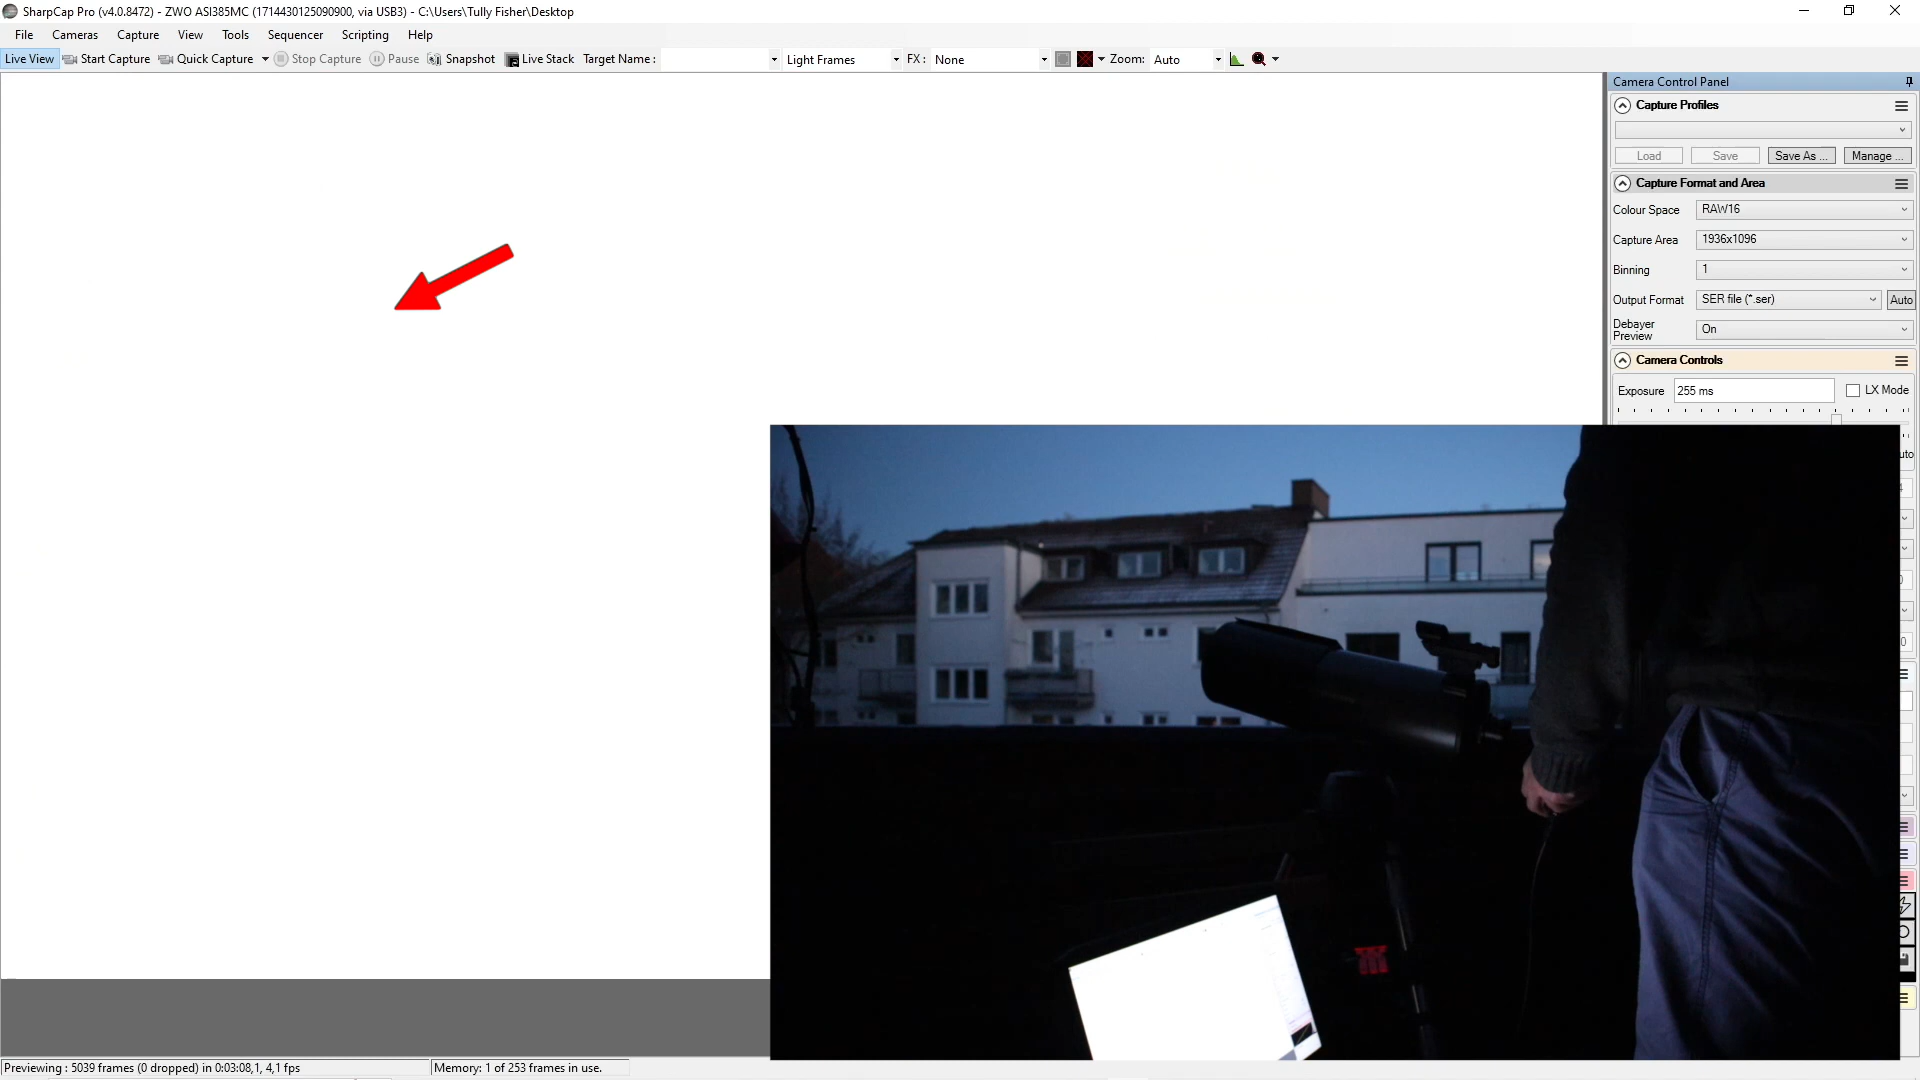 SharpCap Pro (v4.0.8472) - ZWO ASI385MC (1714430125090900, via USB3) - C:\Users\Tully Fisher\Desktop
File Cameras Capture View Tools Sequencer Scripting Help
Live View Start Capture Quick Capture Stop Capture Pause Snapshot Live Stack Target Name : Light Frames FX : None Zoom: Auto
Camera Control Panel
Capture Profiles
Load Save Save As ... Manage ...
Capture Format and Area
Colour Space RAW16
Capture Area 1936x1096
Binning 1
Output Format SER file (*.ser) Auto
Debayer Preview On
Camera Controls
Exposure 255 ms LX Mode
Previewing : 5039 frames (0 dropped) in 0:03:08,1, 4,1 fps Memory: 1 of 253 frames in use.